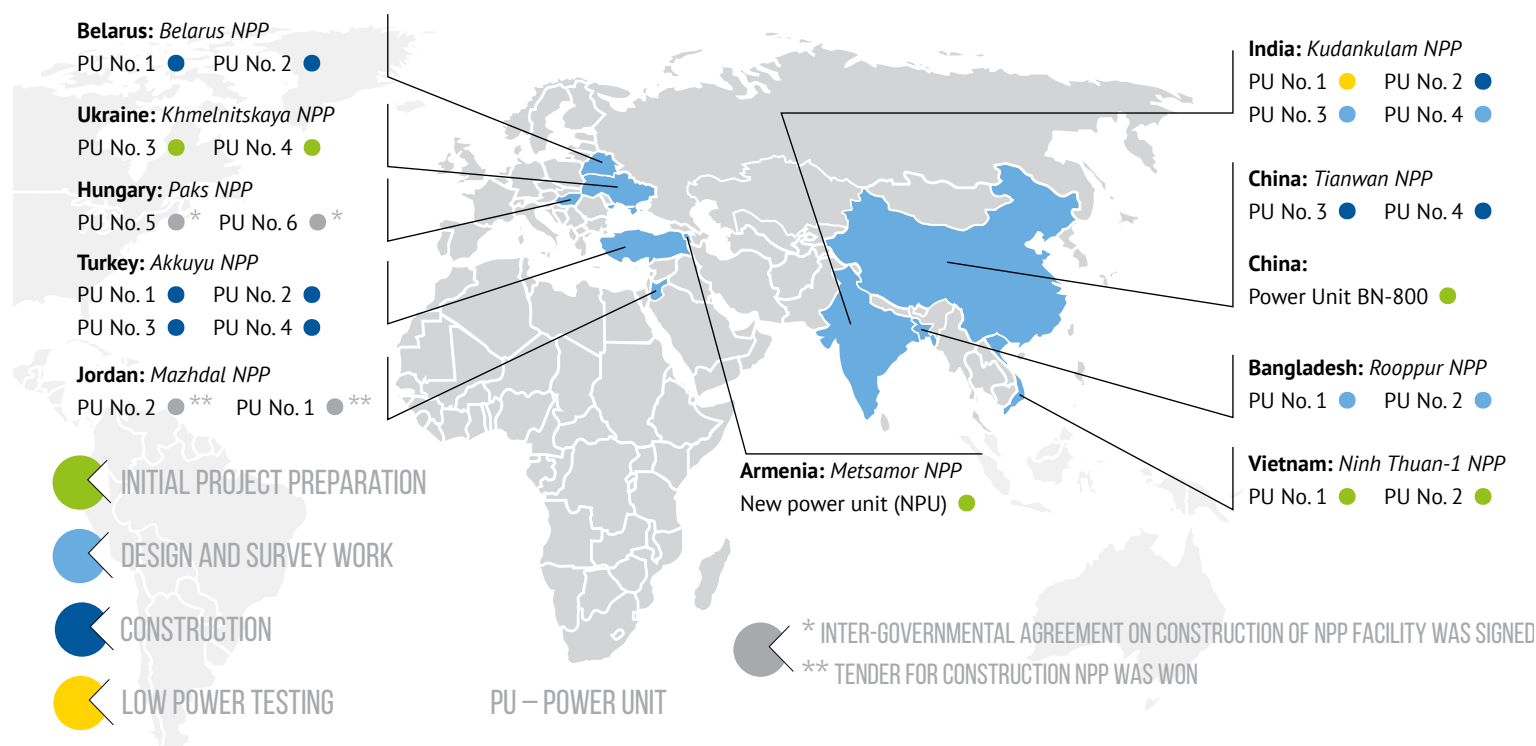 Belarus: Belarus NPP
PU No. 1 PU No. 2
Ukraine: Khmelnitskaya NPP
PU No. 3 PU No. 4
Hungary: Paks NPP
PU No. 5 * PU No. 6 *
Turkey: Akkuyu NPP
PU No. 1 PU No. 2
PU No. 3 PU No. 4
Jordan: Mazhdal NPP
PU No. 2 ** PU No. 1 **
India: Kudankulam NPP
PU No. 1 PU No. 2
PU No. 3 PU No. 4
China: Tianwan NPP
PU No. 3 PU No. 4
China:
Power Unit BN-800
Bangladesh: Rooppur NPP
PU No. 1 PU No. 2
Vietnam: Ninh Thuan-1 NPP
PU No. 1 PU No. 2
Armenia: Metsamor NPP
New power unit (NPU)
INITIAL PROJECT PREPARATION
DESIGN AND SURVEY WORK
CONSTRUCTION
LOW POWER TESTING
PU – POWER UNIT
* INTER-GOVERNMENTAL AGREEMENT ON CONSTRUCTION OF NPP FACILITY WAS SIGNED
** TENDER FOR CONSTRUCTION NPP WAS WON